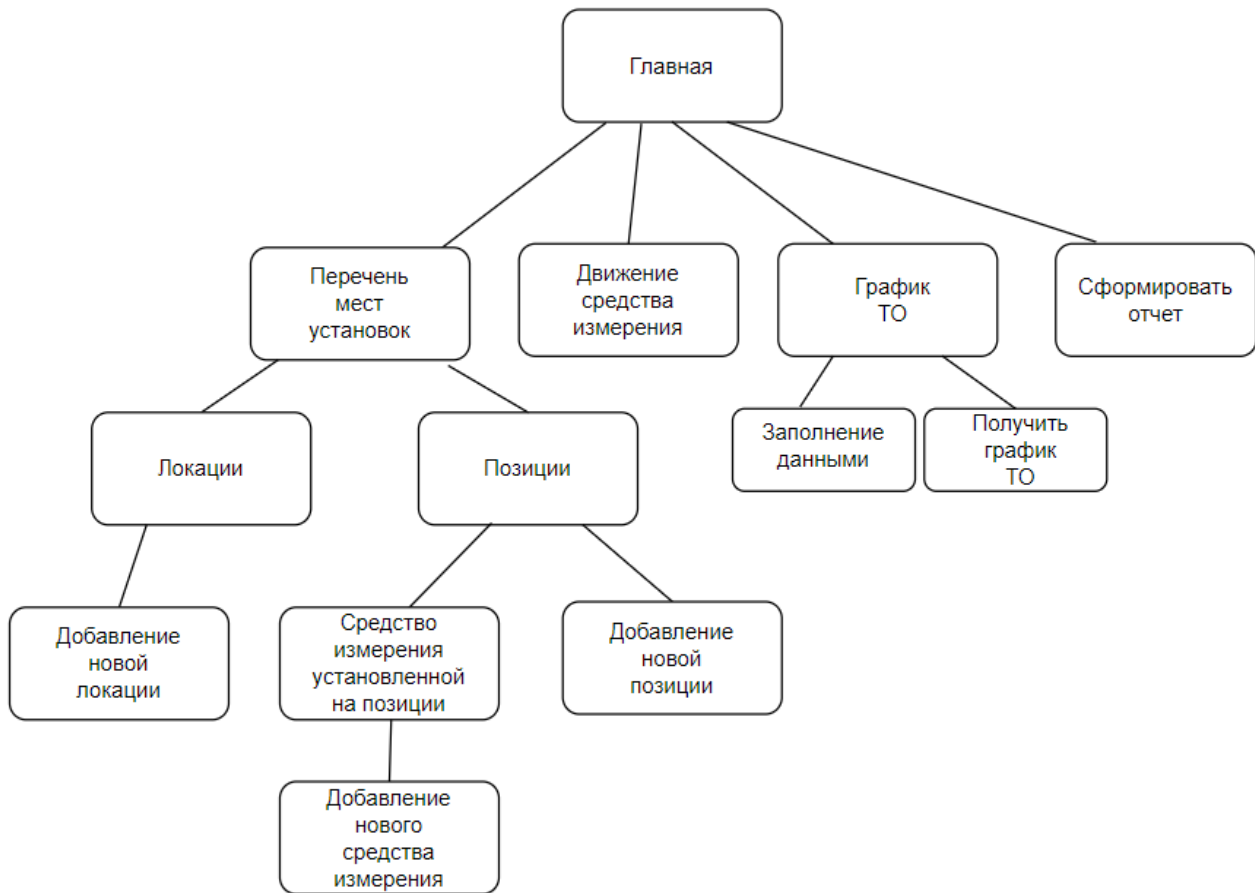 Главная
Перечень
мест
установок
Движение
средства
измерения
График
ТО
Сформировать
отчет
Локации
Позиции
Заполнение
данными
Получить
график
ТО
Добавление
новой
локации
Средство
измерения
установленной
на позиции
Добавление
новой
позиции
Добавление
нового
средства
измерения